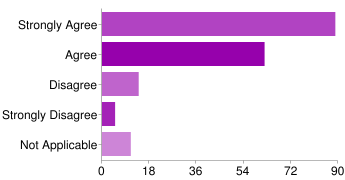 Strongly Agree
Agree
Disagree
Strongly Disagree
Not Applicable
0 18 36 54 72 90